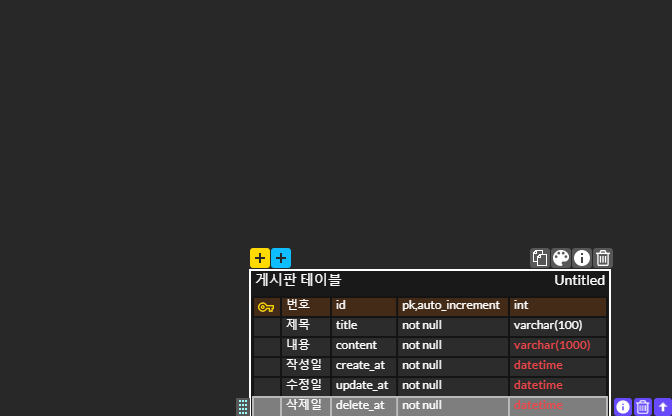 게시판 테이블 Untitled
번호 id pk,auto_increment int
제목 title not null varchar(100)
내용 content not null varchar(1000)
작성일 create_at not null datetime
수정일 update_at not null datetime
삭제일 delete_at not null datetime